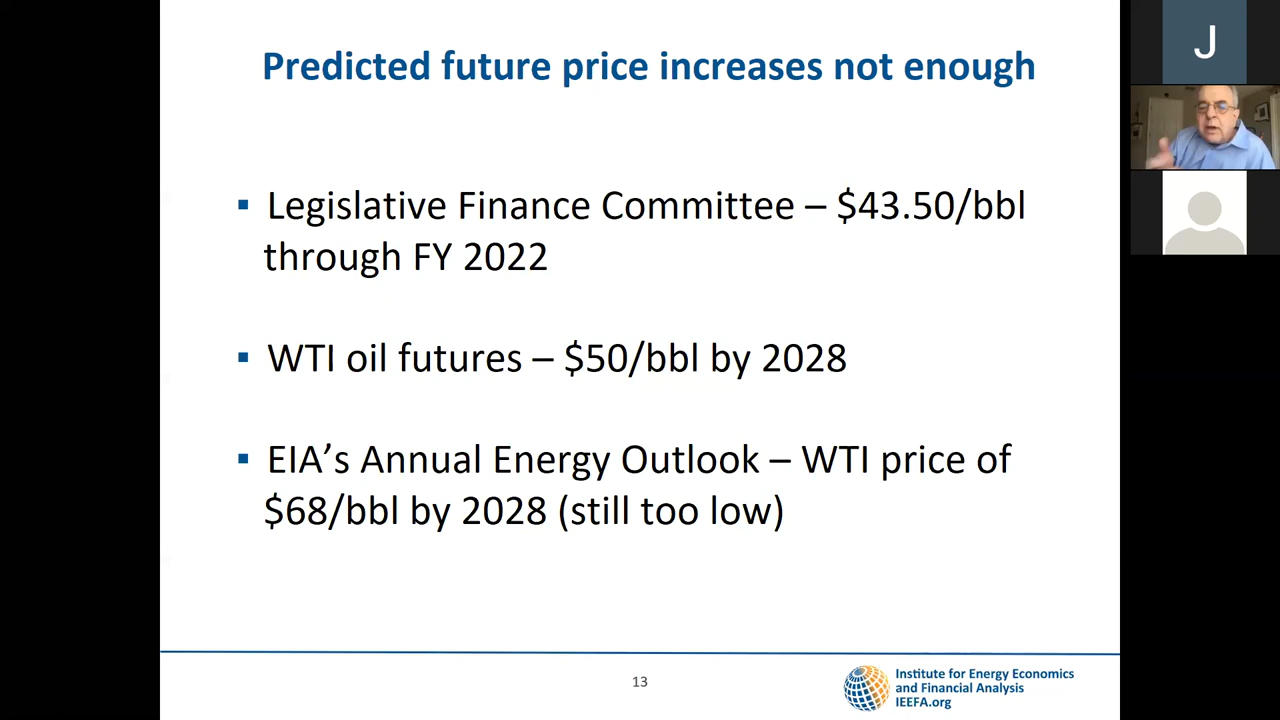 Predicted future price increases not enough
▪ Legislative Finance Committee – $43.50/bbl
through FY 2022
▪ WTI oil futures – $50/bbl by 2028
▪ EIA’s Annual Energy Outlook – WTI price of
$68/bbl by 2028 (still too low)
13
Institute for Energy Economics
and Financial Analysis
IEEFA.org
J